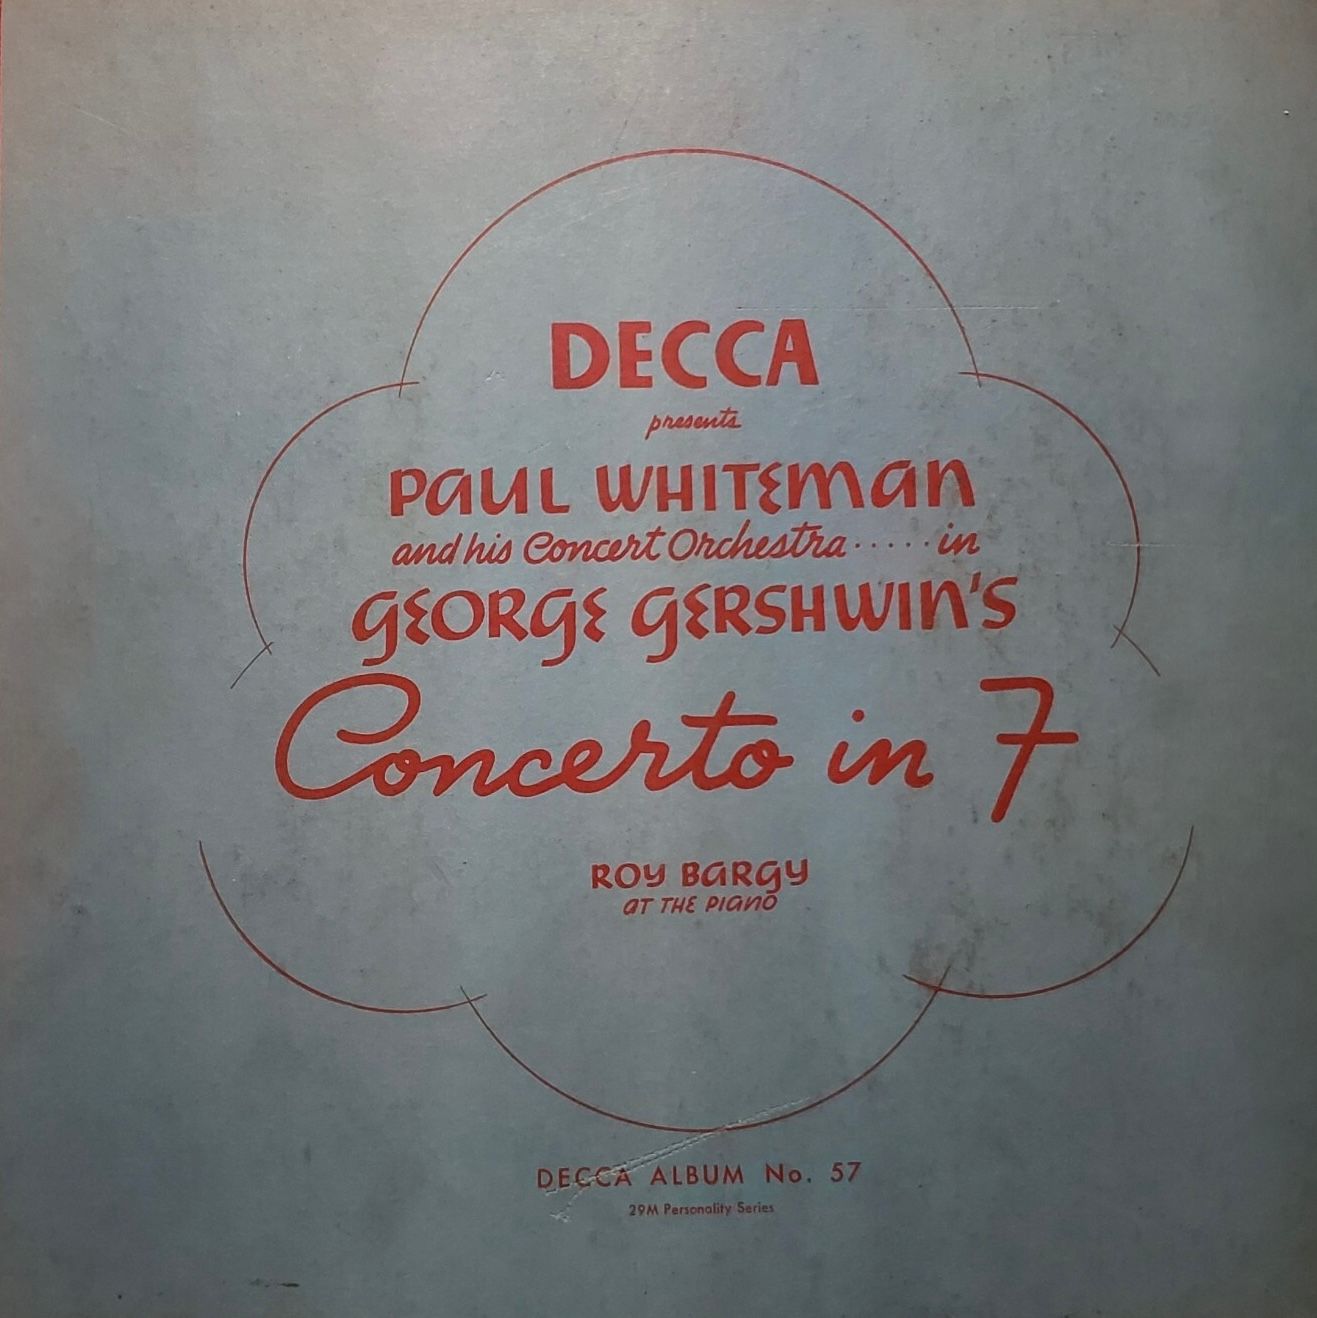 DECCA
presents
PAUL WHITEMAN
and his Concert Orchestra ..... in
GEORGE GERSHWIN'S
Concerto in F
ROY BARGY
AT THE PIANO
DECCA ALBUM No. 57
29M Personality Series